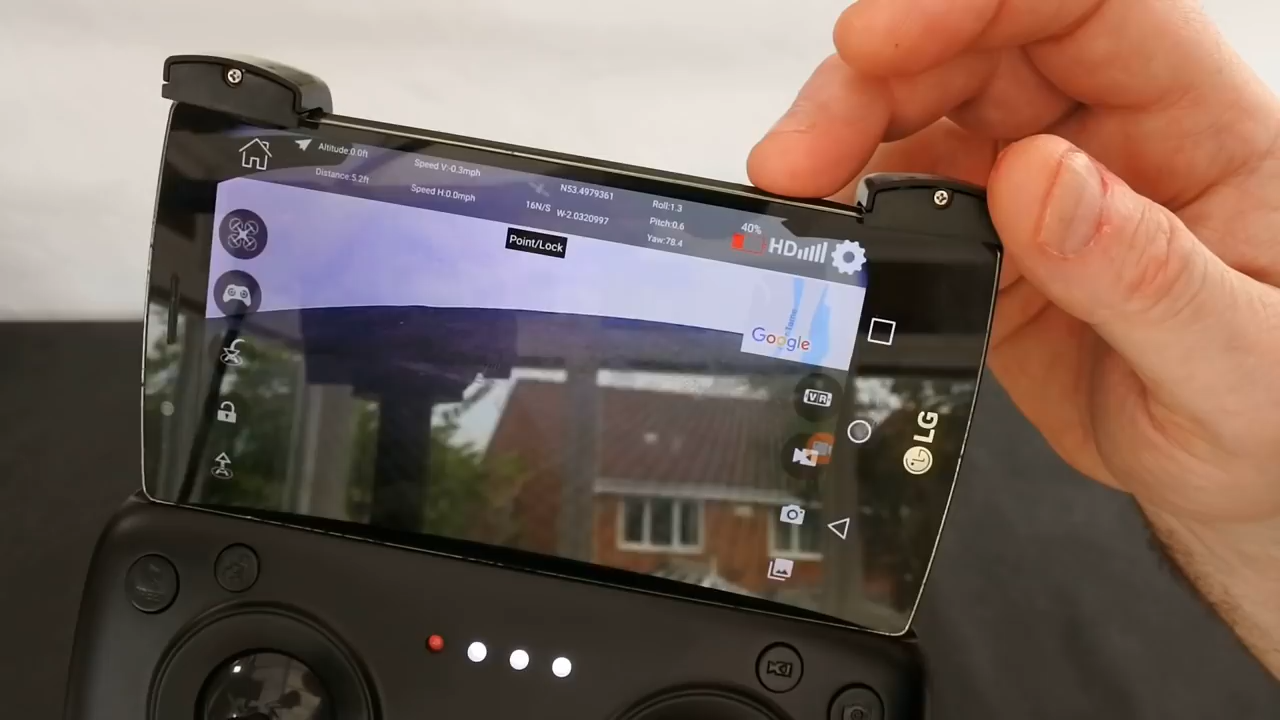 Altitude:0.0ft
Speed V:-0.3mph
N53.4979361
Roll:1.3
Distance:5.2ft
Speed H:0.0mph
16N/S
W-2.0320997
Pitch:0.6
Yaw:78.4
40%
HD
Point/Lock
Google
VR
LG